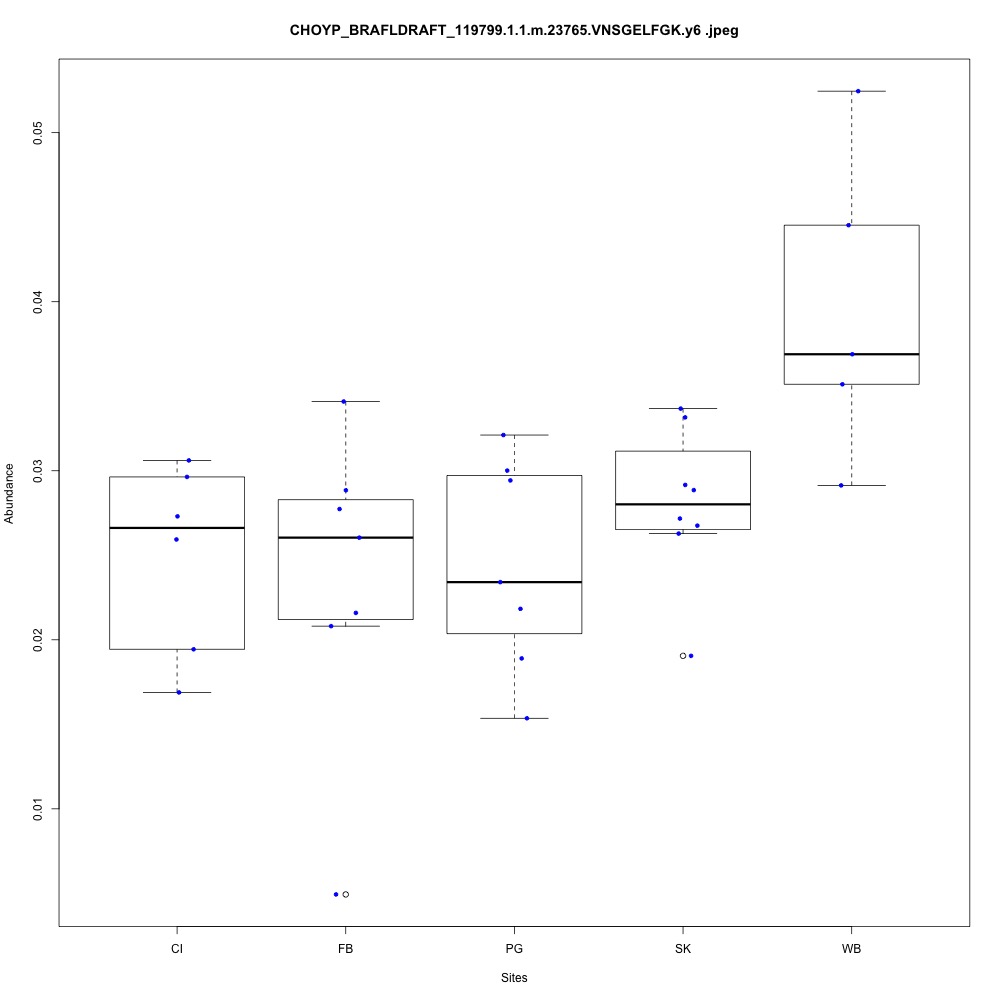 CHOYP_BRAFLDRAFT_119799.1.1.m.23765.VNSGELFGK.y6 .jpeg
Abundance
0.05
0.04
0.03
0.02
0.01
CI FB PG SK WB
Sites